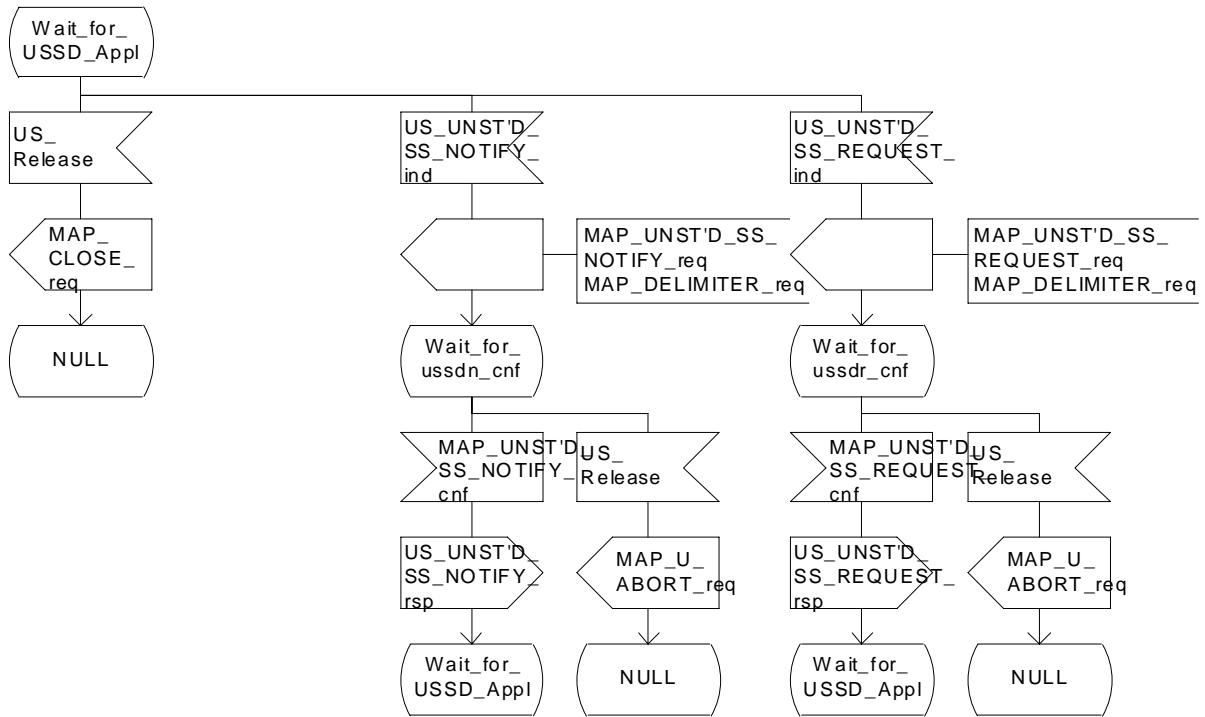 Wait_for_
USSD_Appl
US_
Release
US_UNST'D_
SS_NOTIFY_
ind
US_UNST'D_
SS_REQUEST_
ind
MAP_
CLOSE_
req
MAP_UNST'D_SS_
NOTIFY_req
MAP_DELIMITER_req
MAP_UNST'D_SS_
REQUEST_req
MAP_DELIMITER_req
NULL
Wait_for_
ussdn_cnf
Wait_for_
ussdr_cnf
MAP_UNST'D_
SS_NOTIFY_
cnf
US_
Release
MAP_UNST'D_
SS_REQUEST_
cnf
US_
Release
US_UNST'D_
SS_NOTIFY_
rsp
MAP_U_
ABORT_req
US_UNST'D_
SS_REQUEST_
rsp
MAP_U_
ABORT_req
Wait_for_
USSD_Appl
NULL
Wait_for_
USSD_Appl
NULL